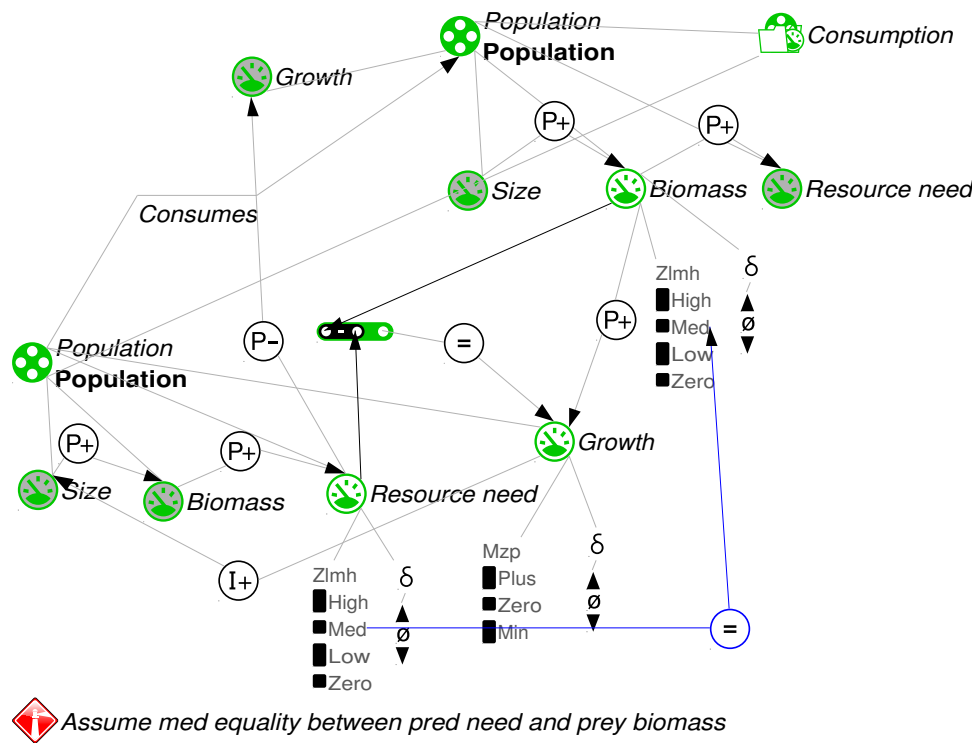 Population
Population
Consumption
Growth
P+
P+
Size
Biomass
Resource need
Consumes
δ
Zlmh
High
ø
Med
Low
Zero
P+
P-
-
=
Population
Population
P+
P+
Growth
Size
Biomass
Resource need
I+
Zlmh
High
Med
Low
Zero
δ
ø
Mzp
Plus
Zero
Min
δ
ø
=
Assume med equality between pred need and prey biomass